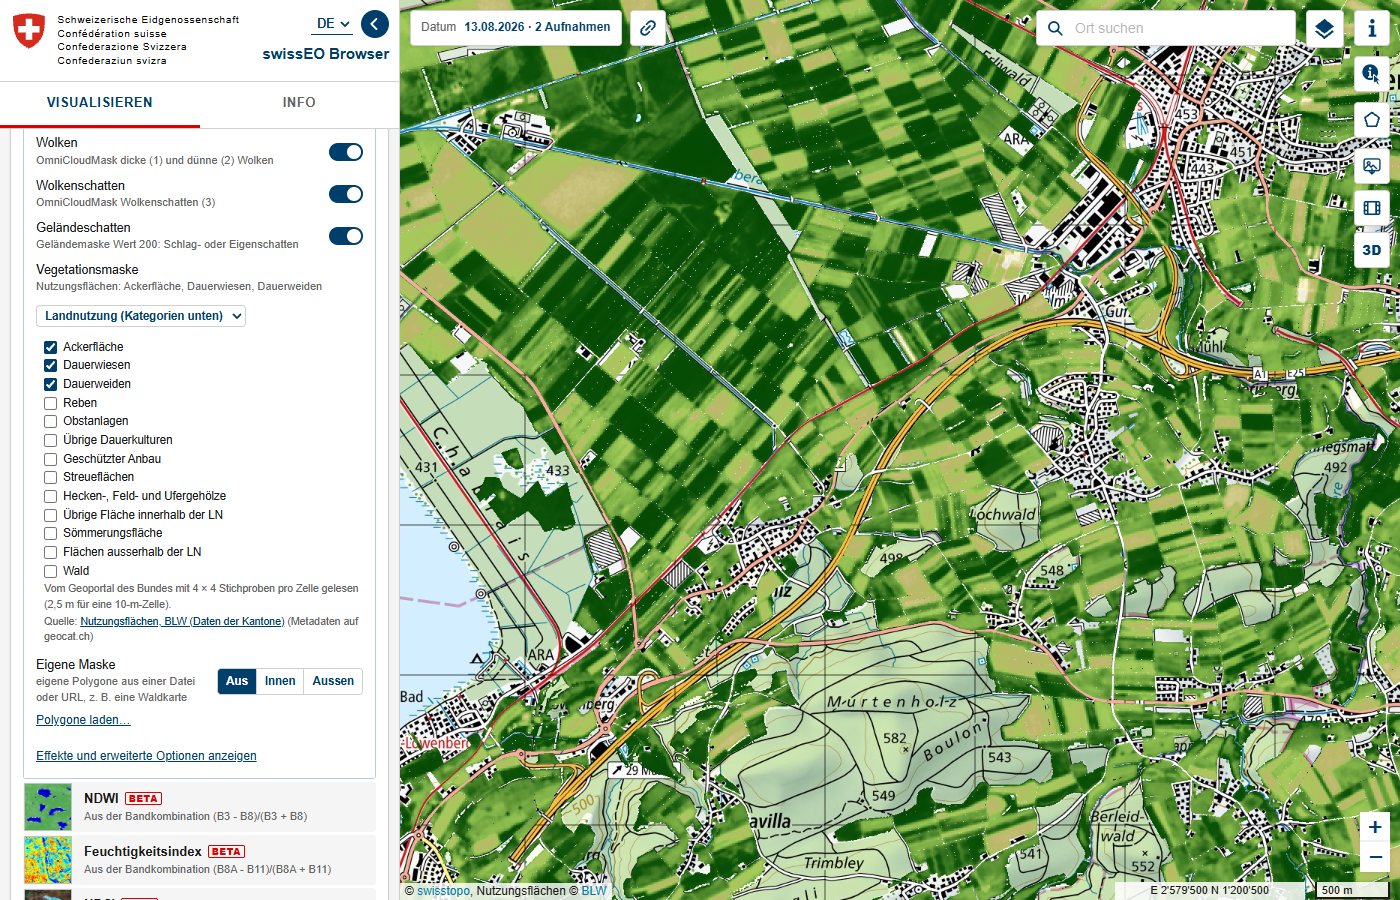 Schweizerische Eidgenossenschaft
Confédération suisse
Confederazione Svizzera
Confederaziun svizra
DE
swissEO Browser
VISUALISIEREN
INFO
Wolken
OmniCloudMask dicke (1) und dünne (2) Wolken
Wolkenschatten
OmniCloudMask Wolkenschatten (3)
Geländeschatten
Geländemaske Wert 200: Schlag- oder Eigenschatten
Vegetationsmaske
Nutzungsflächen: Ackerfläche, Dauerwiesen, Dauerweiden
Landnutzung (Kategorien unten)
Ackerfläche
Dauerwiesen
Dauerweiden
Reben
Obstanlagen
Übrige Dauerkulturen
Geschützter Anbau
Streueflächen
Hecken-, Feld- und Ufergehölze
Übrige Fläche innerhalb der LN
Sömmerungsfläche
Flächen ausserhalb der LN
Wald
Vom Geoportal des Bundes mit 4 × 4 Stichproben pro Zelle gelesen
(2,5 m für eine 10-m-Zelle).
Quelle: Nutzungsflächen, BLW (Daten der Kantone) (Metadaten auf
geocat.ch)
Eigene Maske
eigene Polygone aus einer Datei
oder URL, z. B. eine Waldkarte
Aus
Innen
Aussen
Polygone laden…
Effekte und erweiterte Optionen anzeigen
NDWI BETA
Aus der Bandkombination (B3 - B8)/(B3 + B8)
Feuchtigkeitsindex BETA
Aus der Bandkombination (B8A - B11)/(B8A + B11)
Datum 13.08.2026 · 2 Aufnahmen
Ort suchen
3D
ARA
453
451
443
Gur
A1
E25
431
433
Chablais
492
Lochwald
498
548
ARA
Bad
Löwenberg
Murtenholz
582
Boulon
543
549
500
avilla
Berleid-
wald
541
552
Trimbley
© swisstopo, Nutzungsflächen © BLW
E 2'579'500 N 1'200'500
500 m